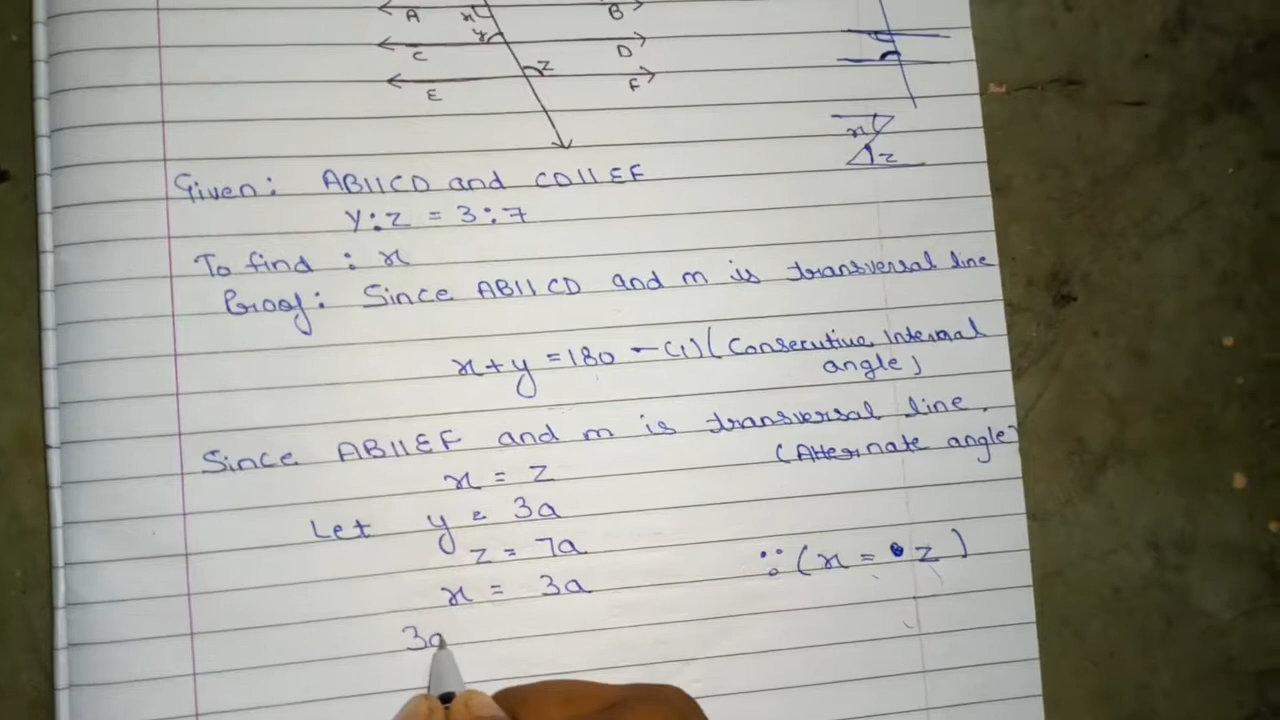 A x B
y
C D
z
E F
x
z
Given: AB||CD and CD||EF
Y:Z = 3:7
To find : x
Proof: Since AB||CD and m is transversal line
x+y=180 -(1) (Consecutive Internal
angle)
Since AB||EF and m is transversal line.
x = z (Alternate angle)
Let y = 3a
z = 7a
x = 3a ∵ (x = z)
3a